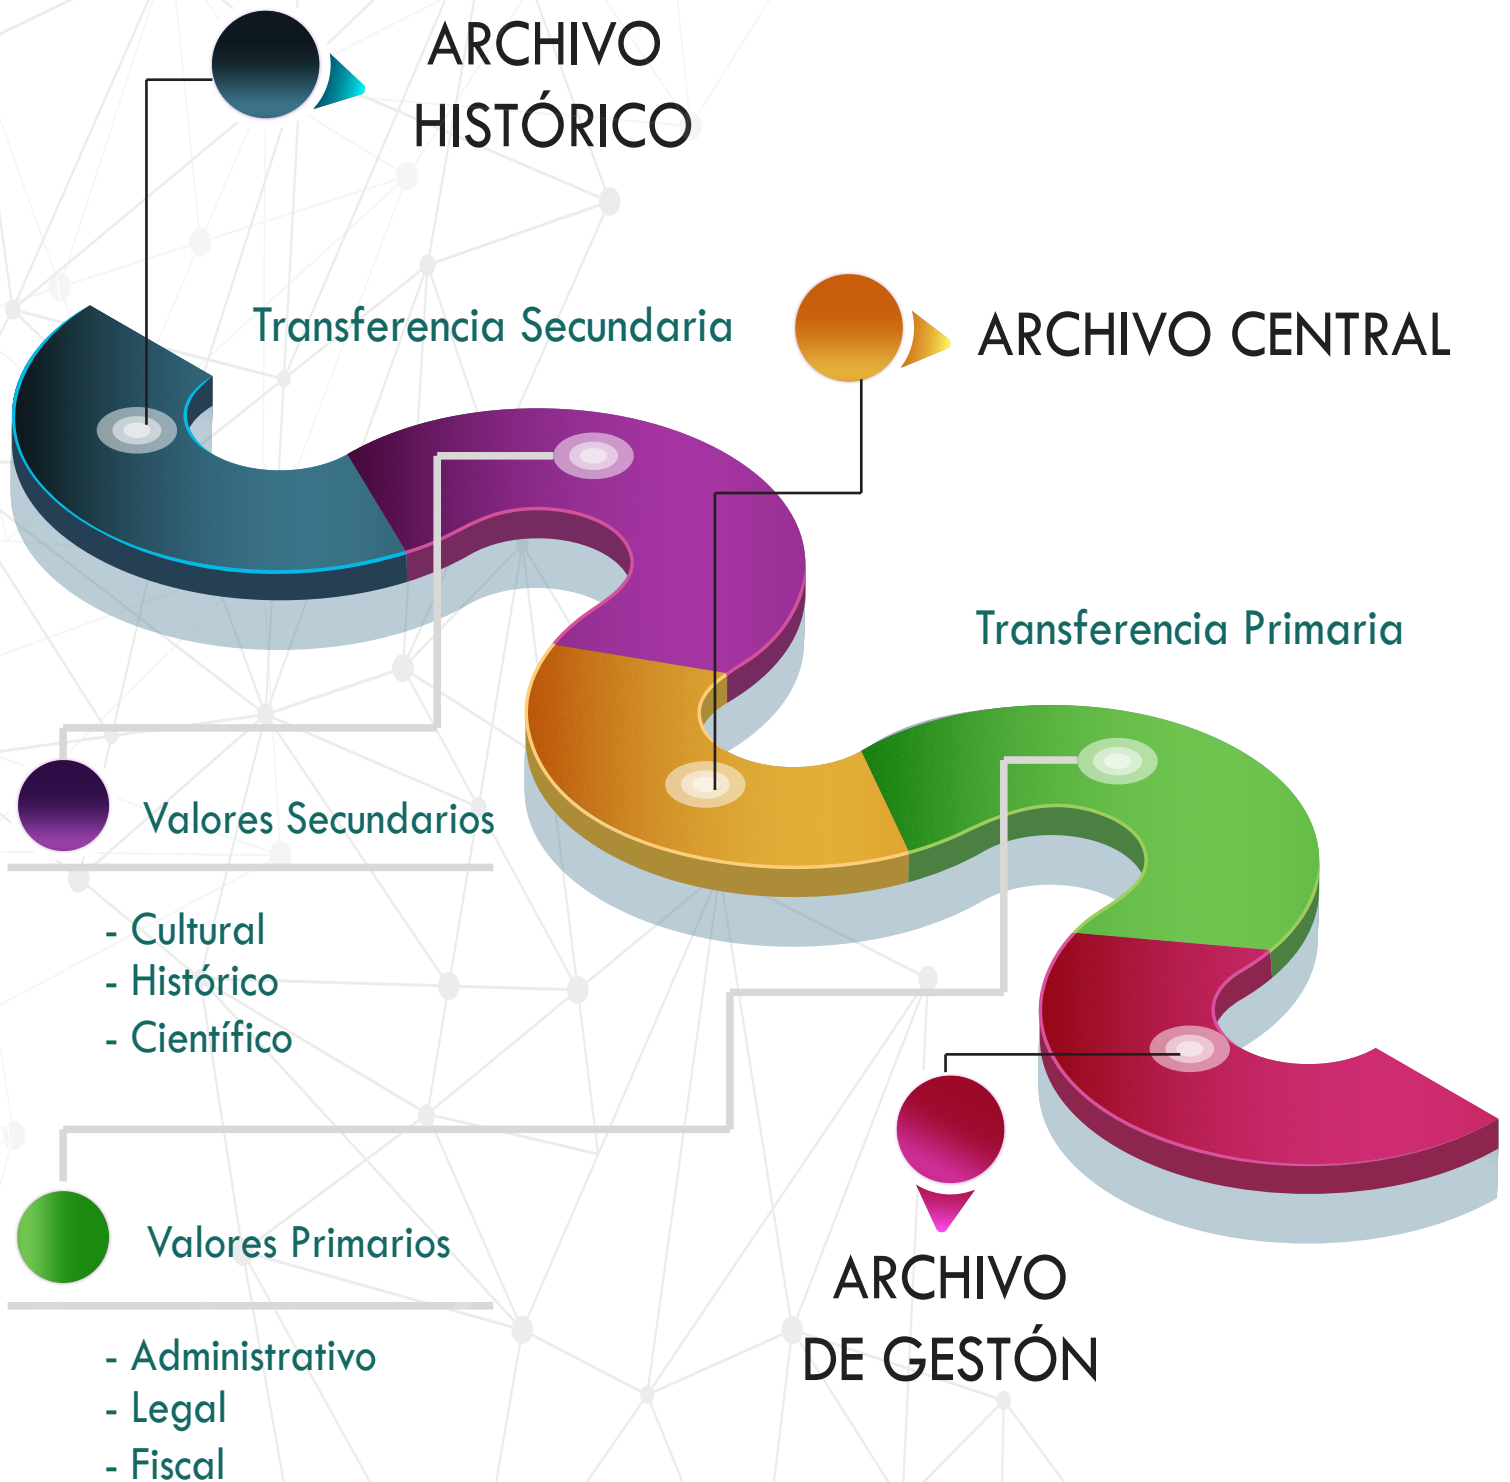 ARCHIVO
HISTÓRICO
Transferencia Secundaria
ARCHIVO CENTRAL
Transferencia Primaria
Valores Secundarios
- Cultural
- Histórico
- Científico
Valores Primarios
- Administrativo
- Legal
- Fiscal
ARCHIVO
DE GESTÓN